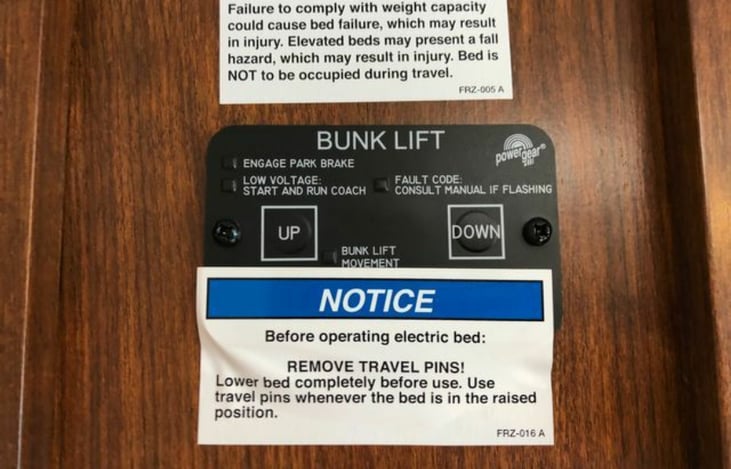 Failure to comply with weight capacity
could cause bed failure, which may result
in injury. Elevated beds may present a fall
hazard, which may result in injury. Bed is
NOT to be occupied during travel.
FRZ-005 A
BUNK LIFT
powergear®
ENGAGE PARK BRAKE
LOW VOLTAGE:
START AND RUN COACH
FAULT CODE:
CONSULT MANUAL IF FLASHING
UP
DOWN
BUNK LIFT
MOVEMENT
NOTICE
Before operating electric bed:
REMOVE TRAVEL PINS!
Lower bed completely before use. Use
travel pins whenever the bed is in the raised
position.
FRZ-016 A